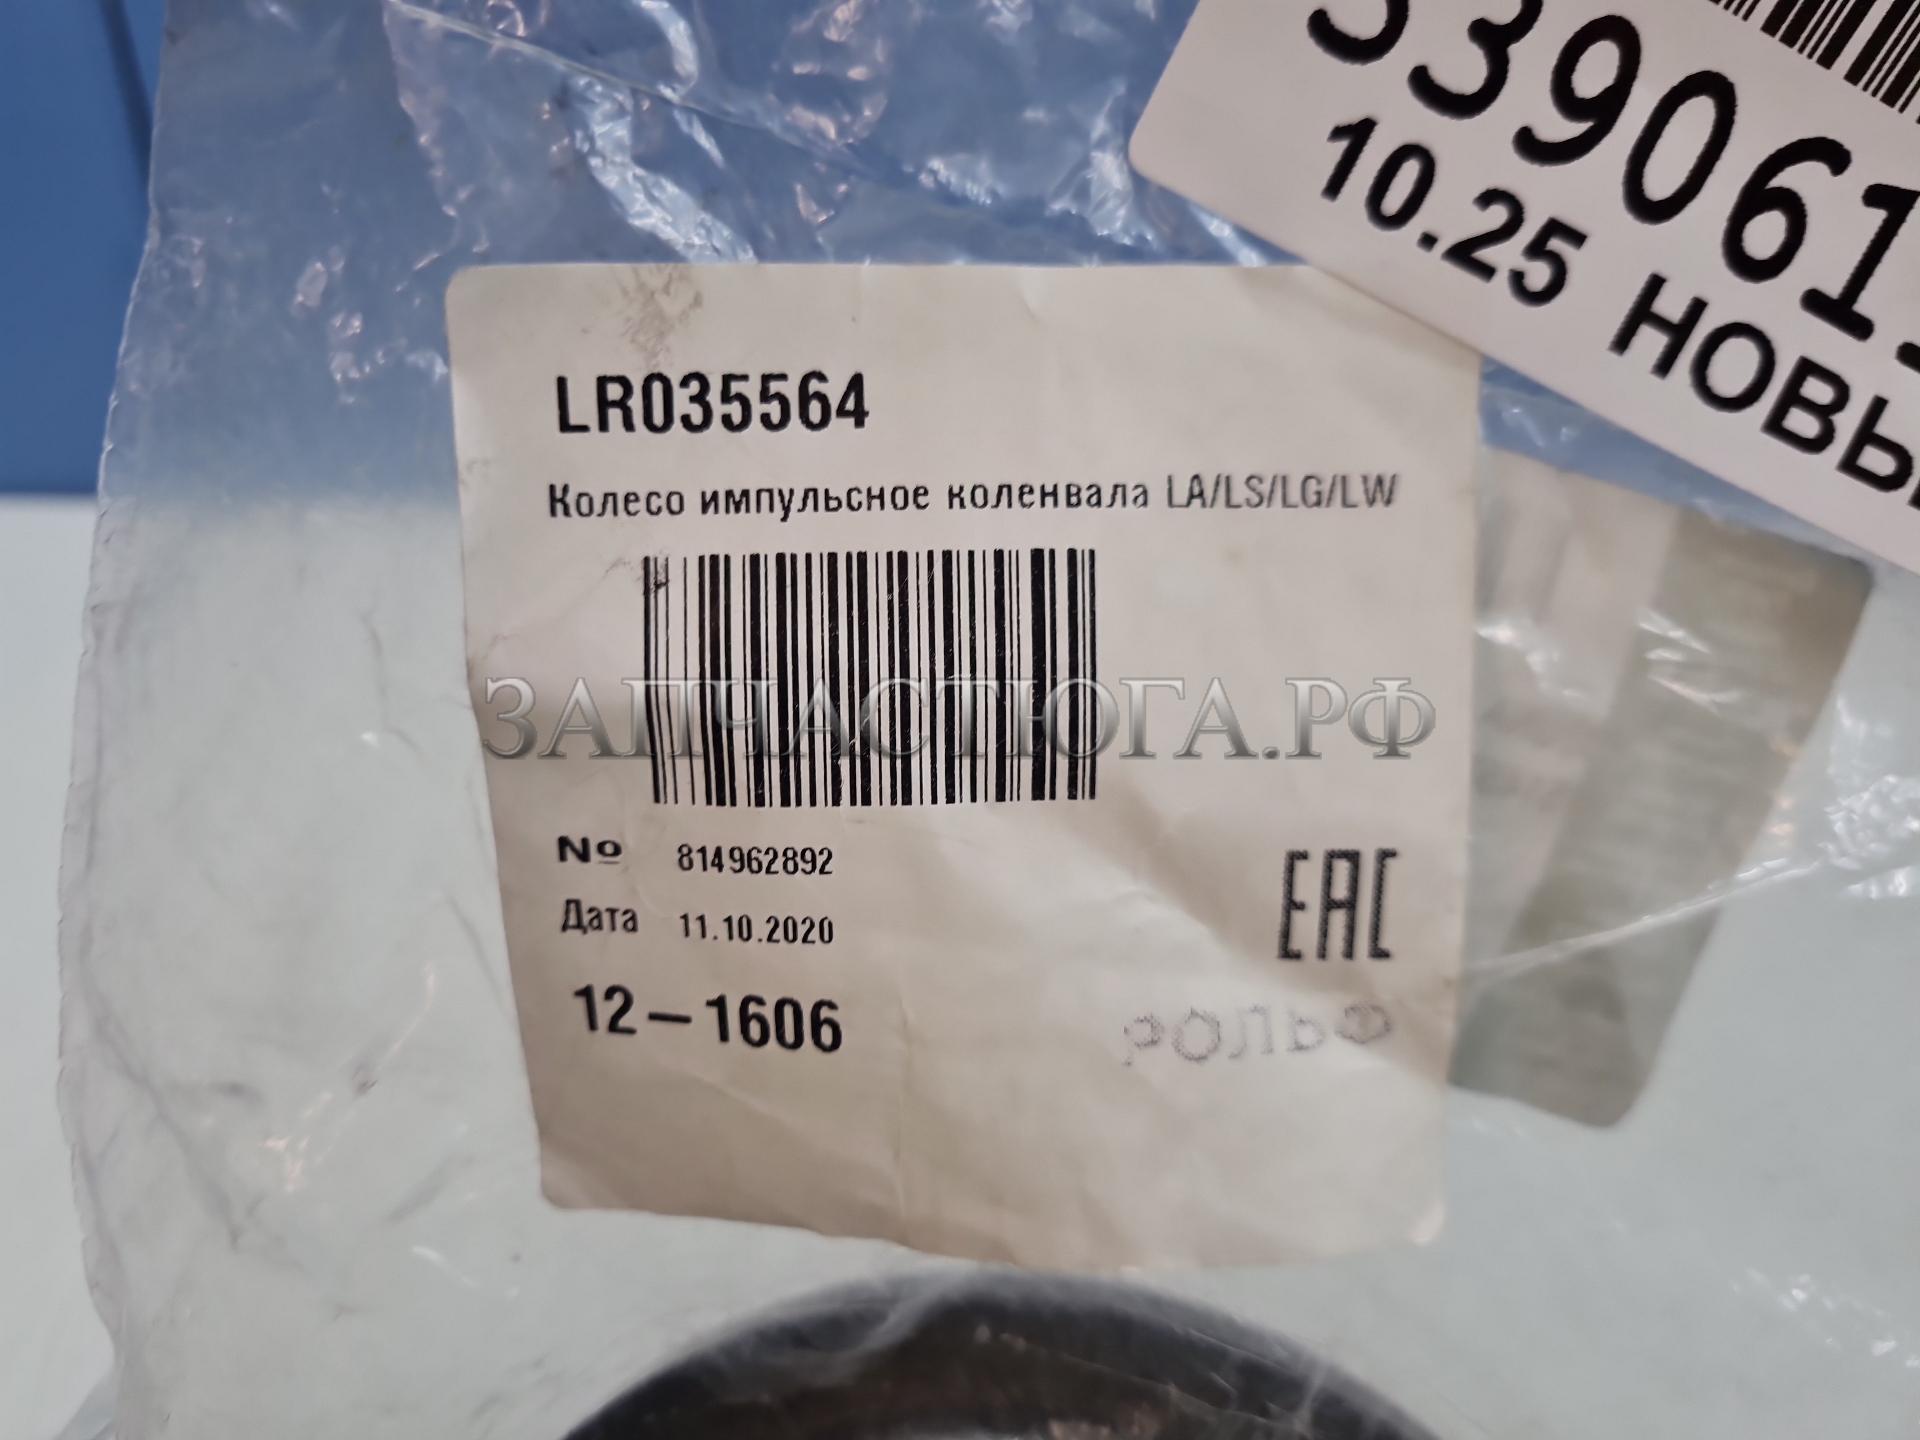 339061
10.25 НОВЫ
LR035564
Колесо импульсное коленвала LA/LS/LG/LW
ЗАПЧАСТЮГА.РФ
№ 814962892
Дата 11.10.2020
EAC
12-1606
РОЛЬФ